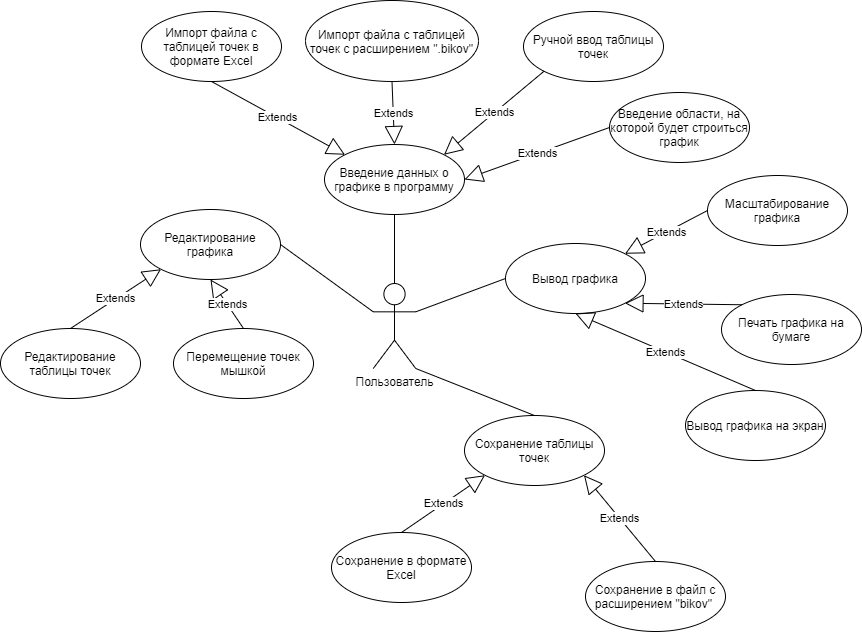 Импорт файла с
таблицей точек в
формате Excel
Импорт файла с таблицей
точек с расширением ".bikov"
Ручной ввод таблицы
точек
Extends
Extends
Extends
Введение области, на
которой будет строиться
график
Extends
Введение данных о
графике в программу
Масштабирование
графика
Extends
Редактирование
графика
Вывод графика
Extends
Extends
Extends
Печать графика на
бумаге
Редактирование
таблицы точек
Перемещение точек
мышкой
Extends
Пользователь
Вывод графика на экран
Сохранение таблицы
точек
Extends
Extends
Сохранение в формате
Excel
Сохранение в файл с
расширением "bikov"